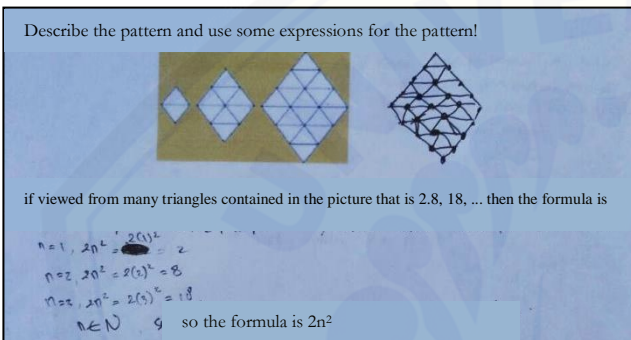 Describe the pattern and use some expressions for the pattern!
if viewed from many triangles contained in the picture that is 2.8, 18, ... then the formula is
n=1, 2n² = 2(1)² = 2
n=2, 2n² = 2(2)² = 8
n=3, 2n² = 2(3)² = 18
n∈N
so the formula is 2n²